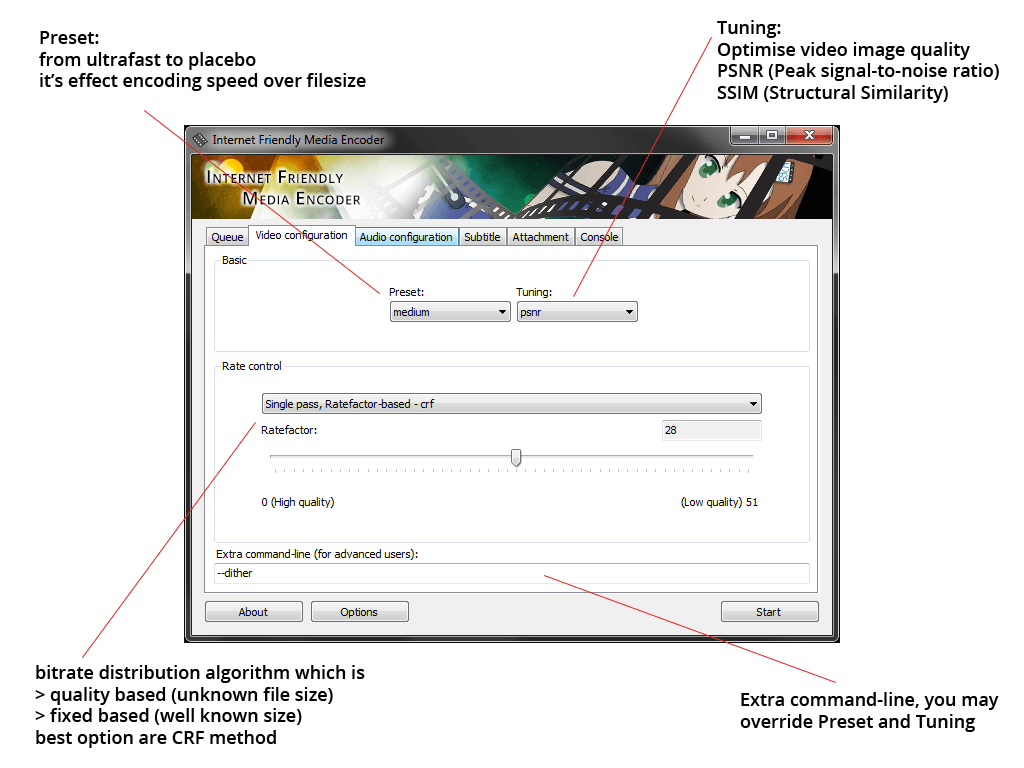 Preset:
from ultrafast to placebo
it's effect encoding speed over filesize
Tuning:
Optimise video image quality
PSNR (Peak signal-to-noise ratio)
SSIM (Structural Similarity)
Internet Friendly Media Encoder
INTERNET FRIENDLY
MEDIA ENCODER
Queue Video configuration Audio configuration Subtitle Attachment Console
Basic
Preset: Tuning:
medium psnr
Rate control
Single pass, Ratefactor-based - crf
Ratefactor: 28
0 (High quality) (Low quality) 51
Extra command-line (for advanced users):
--dither
About Options Start
bitrate distribution algorithm which is
> quality based (unknown file size)
> fixed based (well known size)
best option are CRF method
Extra command-line, you may
override Preset and Tuning